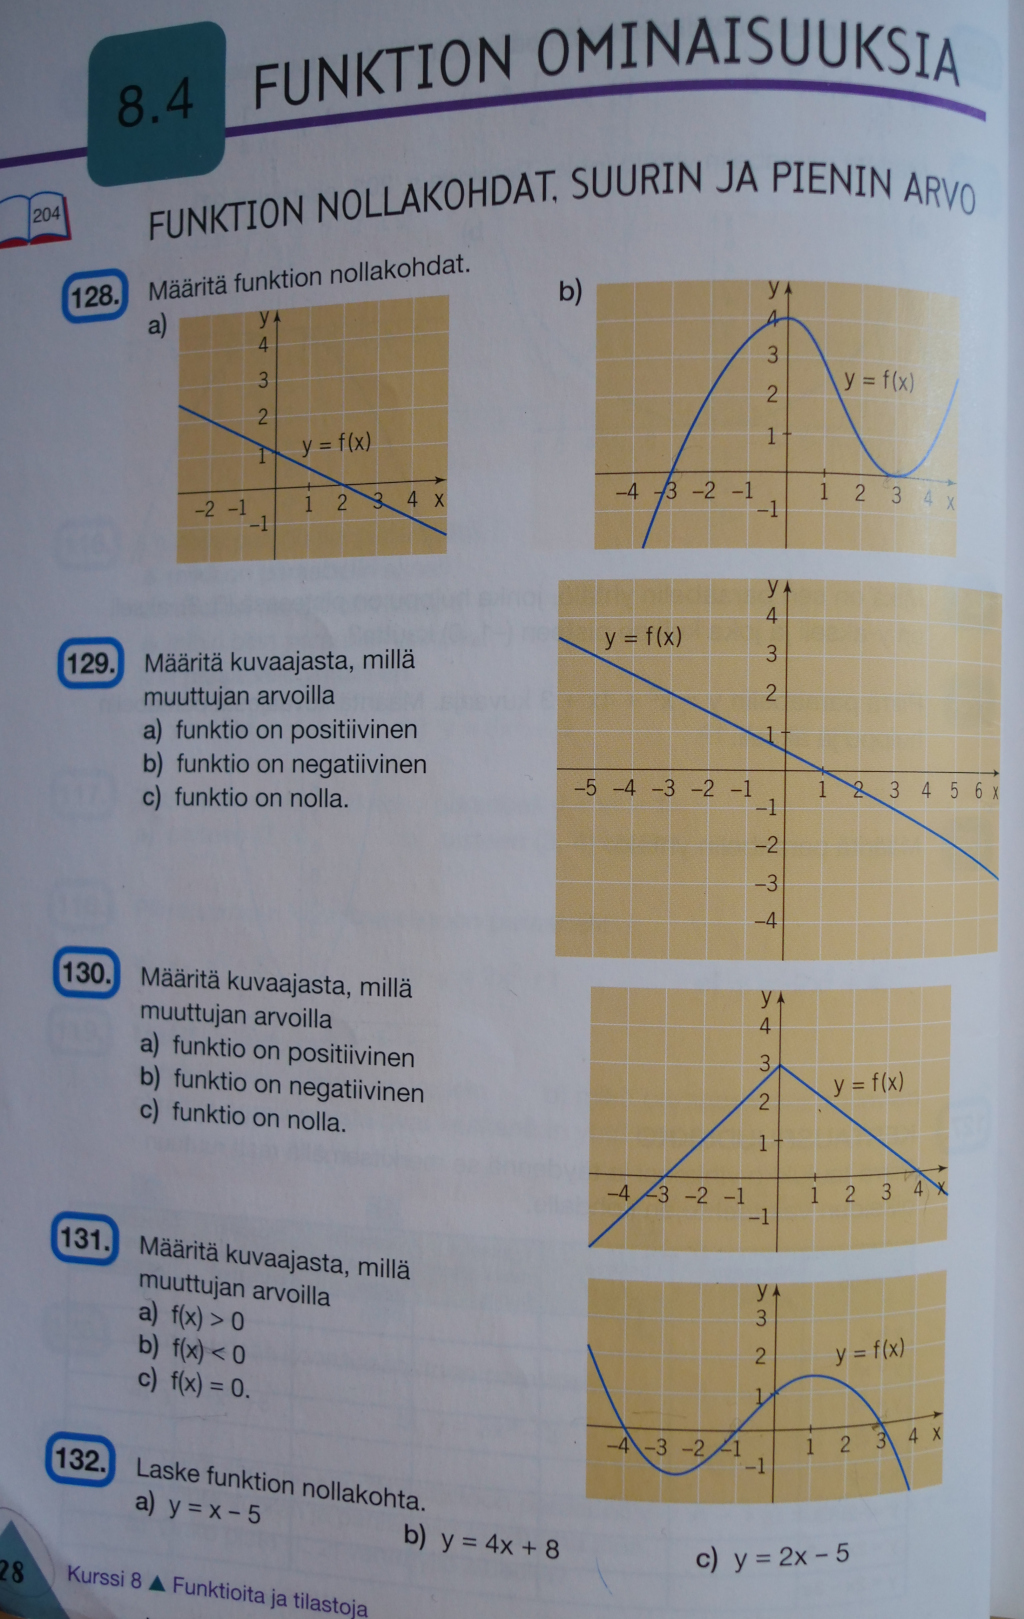 8.4
FUNKTION OMINAISUUKSIA
204
FUNKTION NOLLAKOHDAT, SUURIN JA PIENIN ARVO
128. Määritä funktion nollakohdat.
a)
y
4
3
2
1
y = f(x)
-2 -1 1 2 3 4 x
-1
b)
y
4
3
y = f(x)
2
1
-4 -3 -2 -1 1 2 3 4 x
-1
129. Määritä kuvaajasta, millä
muuttujan arvoilla
a) funktio on positiivinen
b) funktio on negatiivinen
c) funktio on nolla.
y
4
y = f(x)
3
2
1
-5 -4 -3 -2 -1 1 2 3 4 5 6 x
-1
-2
-3
-4
130. Määritä kuvaajasta, millä
muuttujan arvoilla
a) funktio on positiivinen
b) funktio on negatiivinen
c) funktio on nolla.
y
4
3
y = f(x)
2
1
-4 -3 -2 -1 1 2 3 4 x
-1
131. Määritä kuvaajasta, millä
muuttujan arvoilla
a) f(x) > 0
b) f(x) < 0
c) f(x) = 0.
y
3
2
y = f(x)
1
-4 -3 -2 -1 1 2 3 4 x
-1
132. Laske funktion nollakohta.
a) y = x – 5
b) y = 4x + 8
c) y = 2x – 5
28
Kurssi 8 ▲ Funktioita ja tilastoja